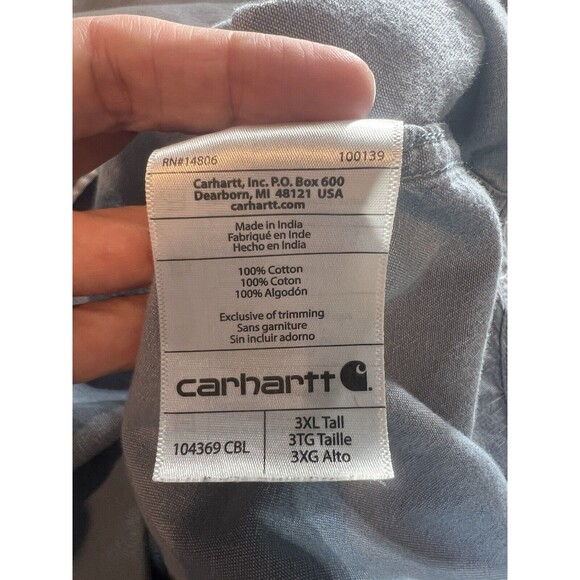 RN#14806 100139
Carhartt, Inc. P.O. Box 600
Dearborn, MI 48121 USA
carhartt.com
Made in India
Fabriqué en Inde
Hecho en India
100% Cotton
100% Coton
100% Algodón
Exclusive of trimming
Sans garniture
Sin incluir adorno
carhartt
104369 CBL
3XL Tall
3TG Taille
3XG Alto